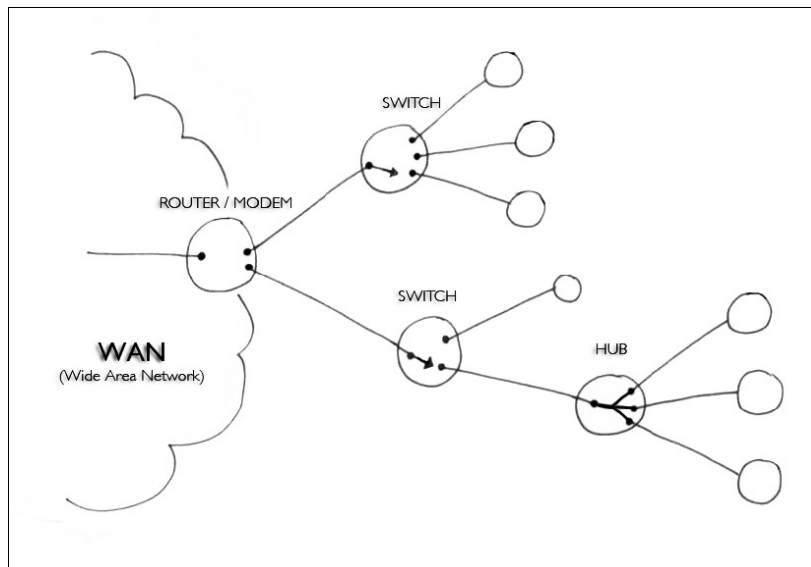 SWITCH
ROUTER / MODEM
SWITCH
HUB
WAN
(Wide Area Network)